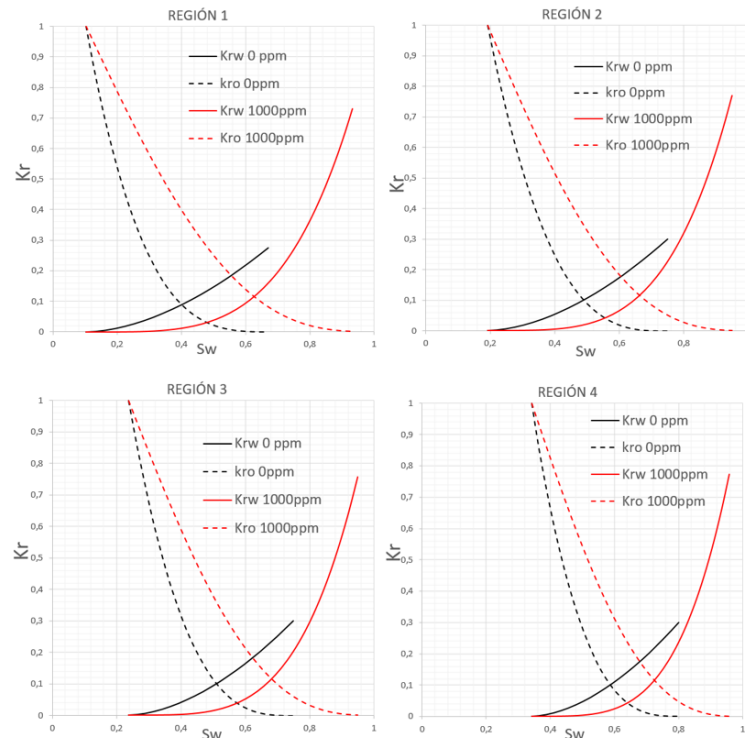 REGIÓN 1
Krw 0 ppm
kro 0ppm
Krw 1000ppm
Kro 1000ppm
Kr
1
0,9
0,8
0,7
0,6
0,5
0,4
0,3
0,2
0,1
0
0 0,2 0,4 0,6 0,8 1
Sw
REGIÓN 2
Krw 0 ppm
kro 0ppm
Krw 1000ppm
Kro 1000ppm
Kr
1
0,9
0,8
0,7
0,6
0,5
0,4
0,3
0,2
0,1
0
0 0,2 0,4 0,6 0,8 1
Sw
REGIÓN 3
Krw 0 ppm
kro 0ppm
Krw 1000ppm
Kro 1000ppm
Kr
1
0,9
0,8
0,7
0,6
0,5
0,4
0,3
0,2
0,1
0
0 0,2 0,4 0,6 0,8 1
Sw
REGIÓN 4
Krw 0 ppm
kro 0ppm
Krw 1000ppm
Kro 1000ppm
Kr
1
0,9
0,8
0,7
0,6
0,5
0,4
0,3
0,2
0,1
0
0 0,2 0,4 0,6 0,8 1
Sw